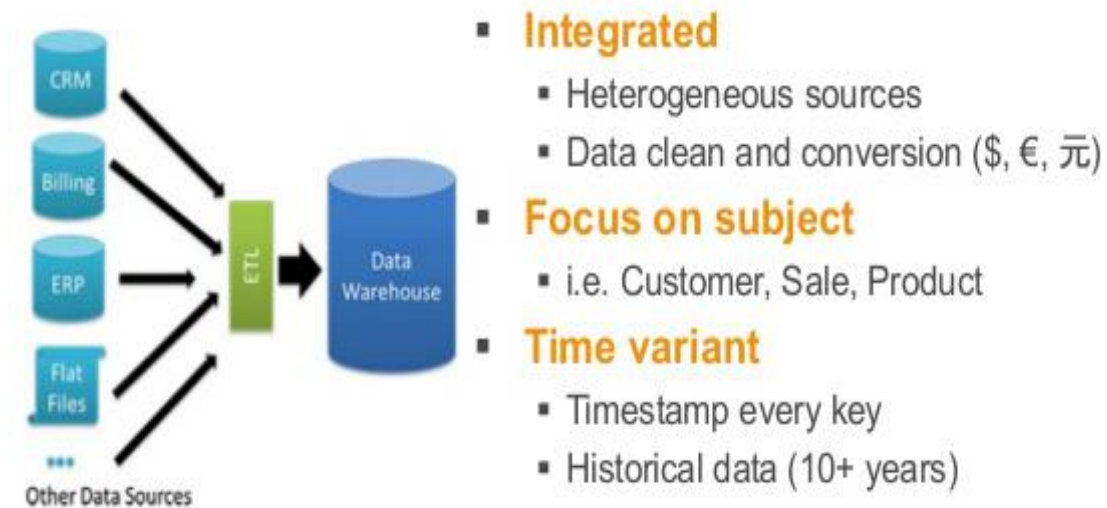 CRM
Billing
ERP
Flat
Files
Other Data Sources
ETL
Data
Warehouse
Integrated
Heterogeneous sources
Data clean and conversion ($, €, 元)
Focus on subject
i.e. Customer, Sale, Product
Time variant
Timestamp every key
Historical data (10+ years)